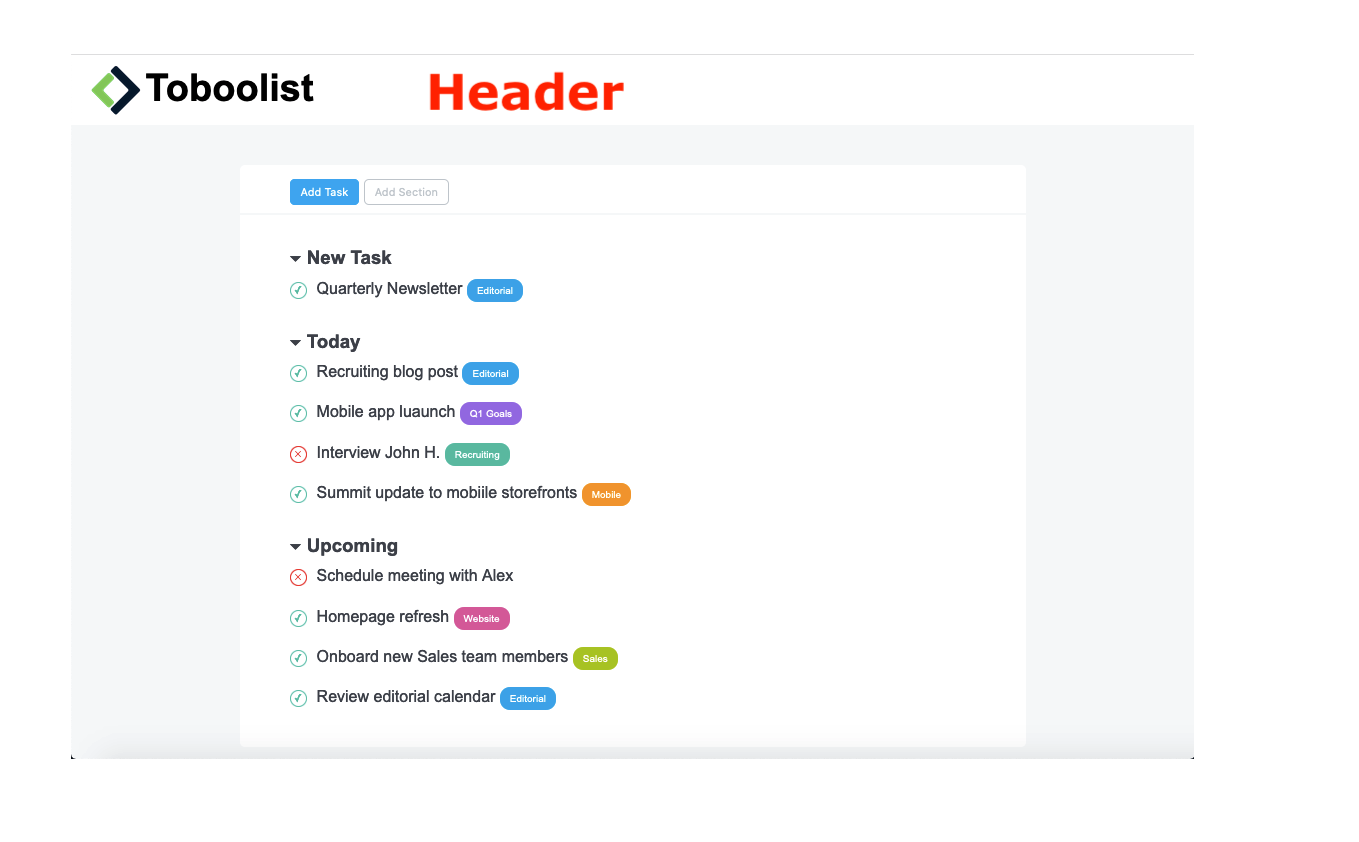 Toboolist Header
Add Task Add Section
New Task
Quarterly Newsletter Editorial
Today
Recruiting blog post Editorial
Mobile app luaunch Q1 Goals
Interview John H. Recruiting
Summit update to mobiile storefronts Mobile
Upcoming
Schedule meeting with Alex
Homepage refresh Website
Onboard new Sales team members Sales
Review editorial calendar Editorial